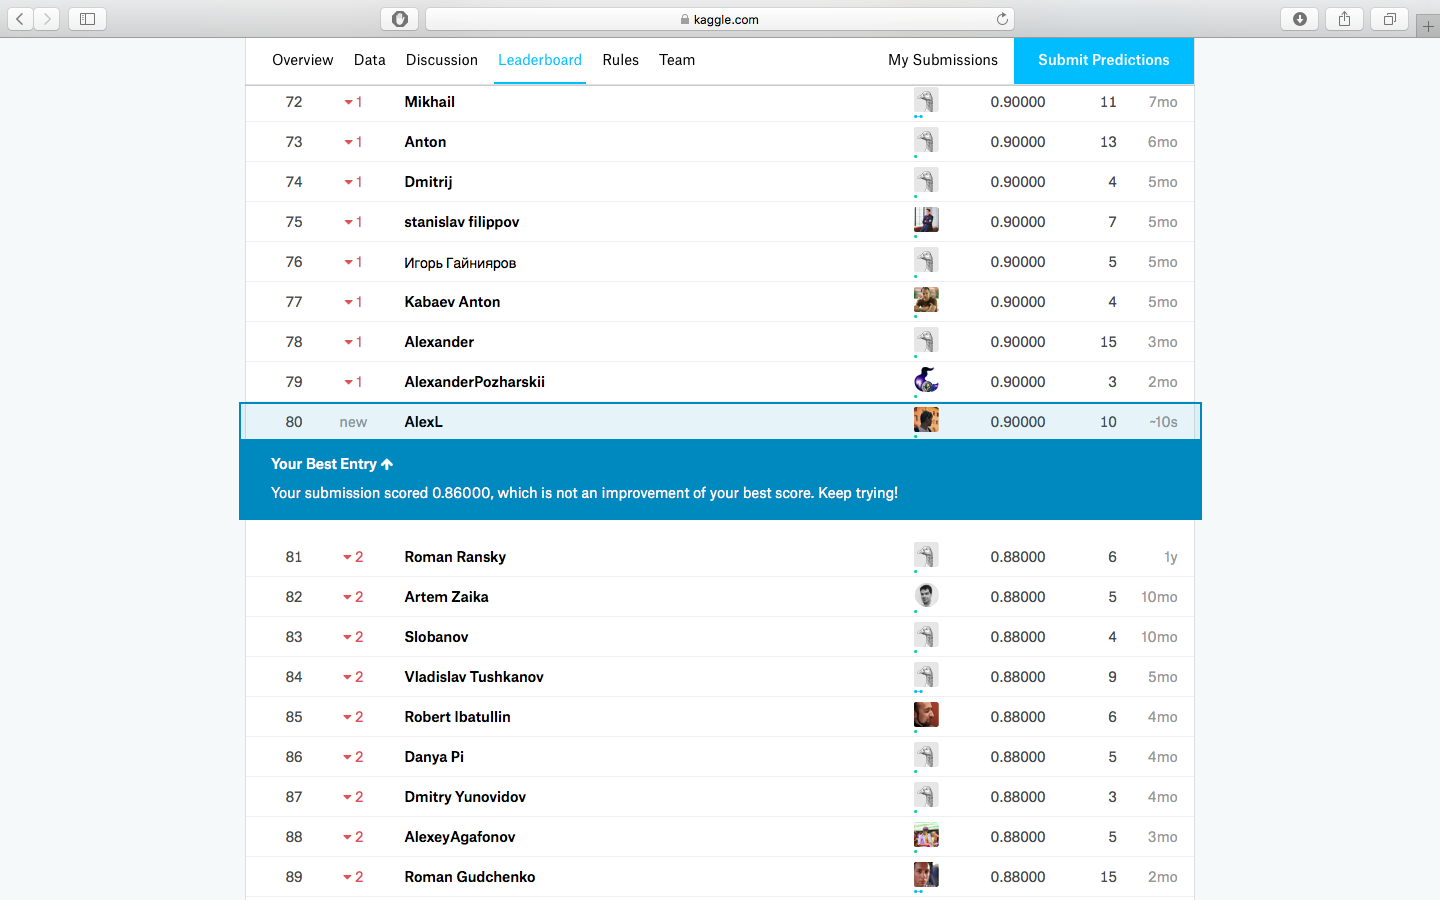 kaggle.com
Overview Data Discussion Leaderboard Rules Team My Submissions Submit Predictions
72 1 Mikhail 0.90000 11 7mo
73 1 Anton 0.90000 13 6mo
74 1 Dmitrij 0.90000 4 5mo
75 1 stanislav filippov 0.90000 7 5mo
76 1 Игорь Гайнияров 0.90000 5 5mo
77 1 Kabaev Anton 0.90000 4 5mo
78 1 Alexander 0.90000 15 3mo
79 1 AlexanderPozharskii 0.90000 3 2mo
80 new AlexL 0.90000 10 ~10s
Your Best Entry ↑
Your submission scored 0.86000, which is not an improvement of your best score. Keep trying!
81 2 Roman Ransky 0.88000 6 1y
82 2 Artem Zaika 0.88000 5 10mo
83 2 Slobanov 0.88000 4 10mo
84 2 Vladislav Tushkanov 0.88000 9 5mo
85 2 Robert Ibatullin 0.88000 6 4mo
86 2 Danya Pi 0.88000 5 4mo
87 2 Dmitry Yunovidov 0.88000 3 4mo
88 2 AlexeyAgafonov 0.88000 5 3mo
89 2 Roman Gudchenko 0.88000 15 2mo